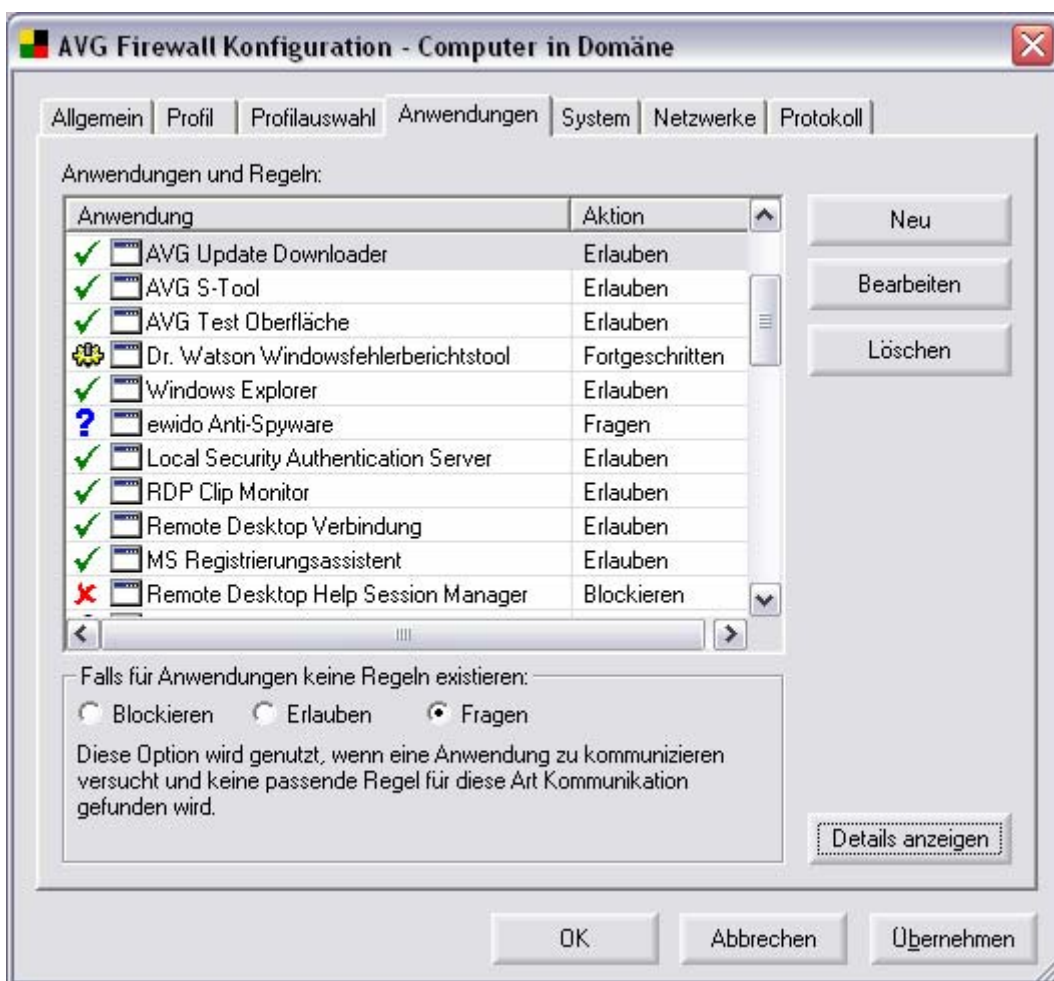 AVG Firewall Konfiguration - Computer in Domäne
Allgemein Profil Profilauswahl Anwendungen System Netzwerke Protokoll
Anwendungen und Regeln:
Anwendung Aktion
AVG Update Downloader Erlauben
AVG S-Tool Erlauben
AVG Test Oberfläche Erlauben
Dr. Watson Windowsfehlerberichtstool Fortgeschritten
Windows Explorer Erlauben
? ewido Anti-Spyware Fragen
Local Security Authentication Server Erlauben
RDP Clip Monitor Erlauben
Remote Desktop Verbindung Erlauben
MS Registrierungsassistent Erlauben
Remote Desktop Help Session Manager Blockieren
Neu
Bearbeiten
Löschen
Falls für Anwendungen keine Regeln existieren:
Blockieren Erlauben Fragen
Diese Option wird genutzt, wenn eine Anwendung zu kommunizieren
versucht und keine passende Regel für diese Art Kommunikation
gefunden wird.
Details anzeigen
OK Abbrechen Übernehmen